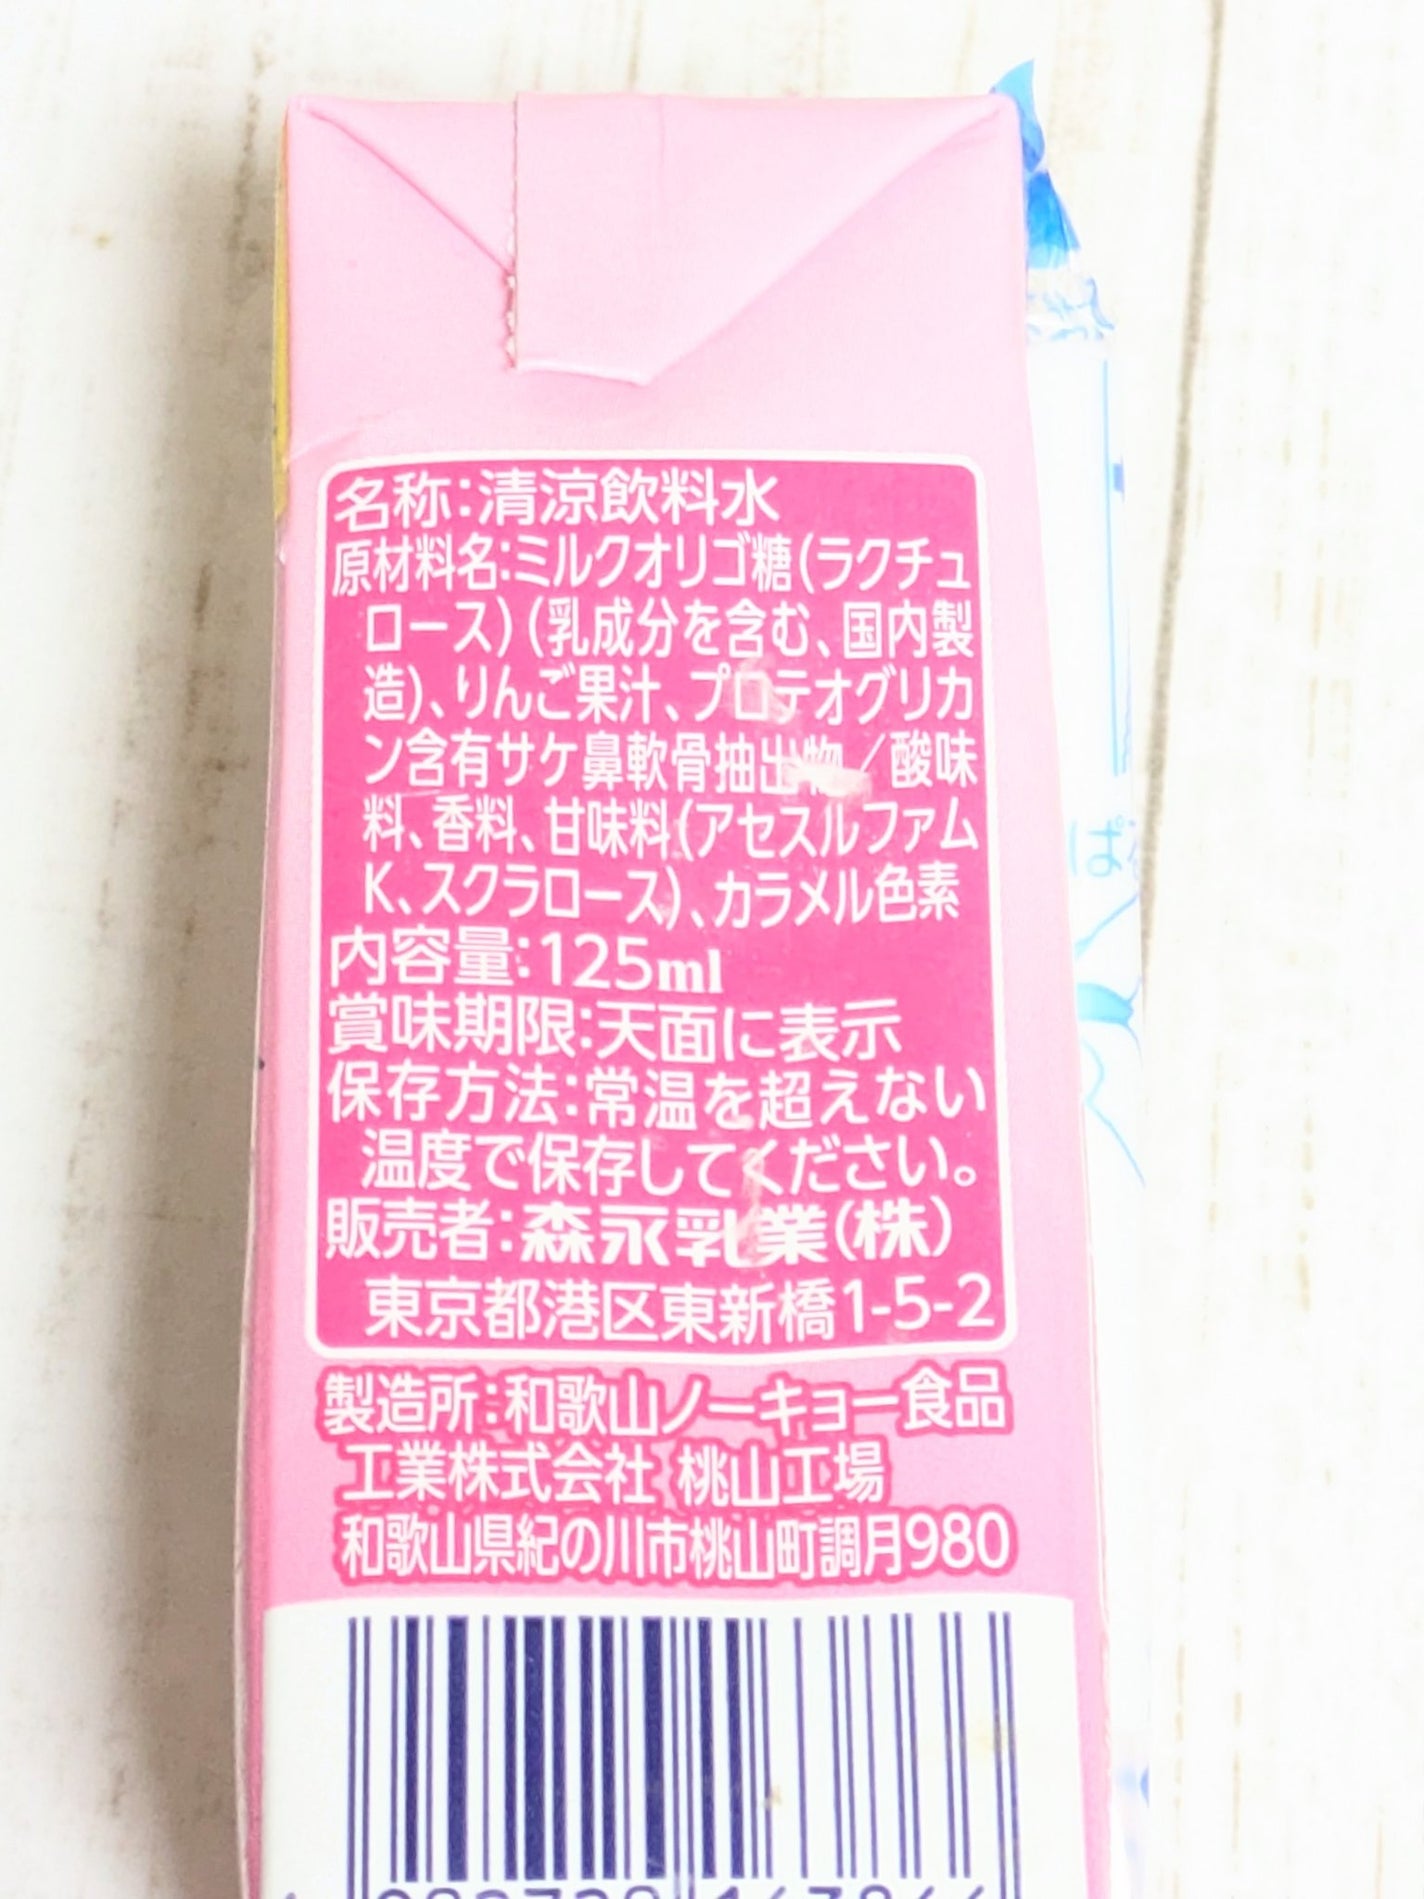 名称:清涼飲料水
原材料名:ミルクオリゴ糖(ラクチュ
ロース)(乳成分を含む、国内製
造)、りんご果汁、プロテオグリカ
ン含有サケ鼻軟骨抽出物/酸味
料、香料、甘味料(アセスルファム
K、スクラロース)、カラメル色素
内容量:125ml
賞味期限:天面に表示
保存方法:常温を超えない
温度で保存してください。
販売者:森永乳業(株)
東京都港区東新橋1-5-2
製造所:和歌山ノーキョー食品
工業株式会社 桃山工場
和歌山県紀の川市桃山町調月980
ぱ